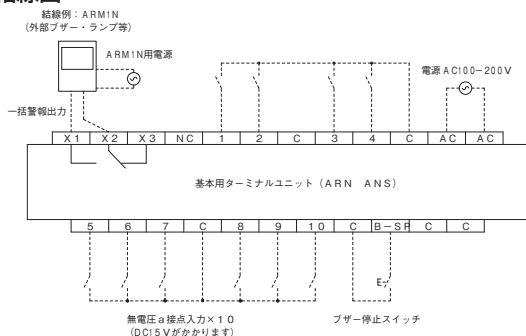 結線例：ARM1N
（外部ブザー・ランプ等）
ARM1N用電源
電源AC100−200V
一括警報出力
X1 X2 X3 NC 1 2 C 3 4 C AC AC
基本用ターミナルユニット（ARN ANS）
5 6 7 C 8 9 10 C B−SP C C
E
無電圧a接点入力×10
（DC15Vがかかります）
ブザー停止スイッチ